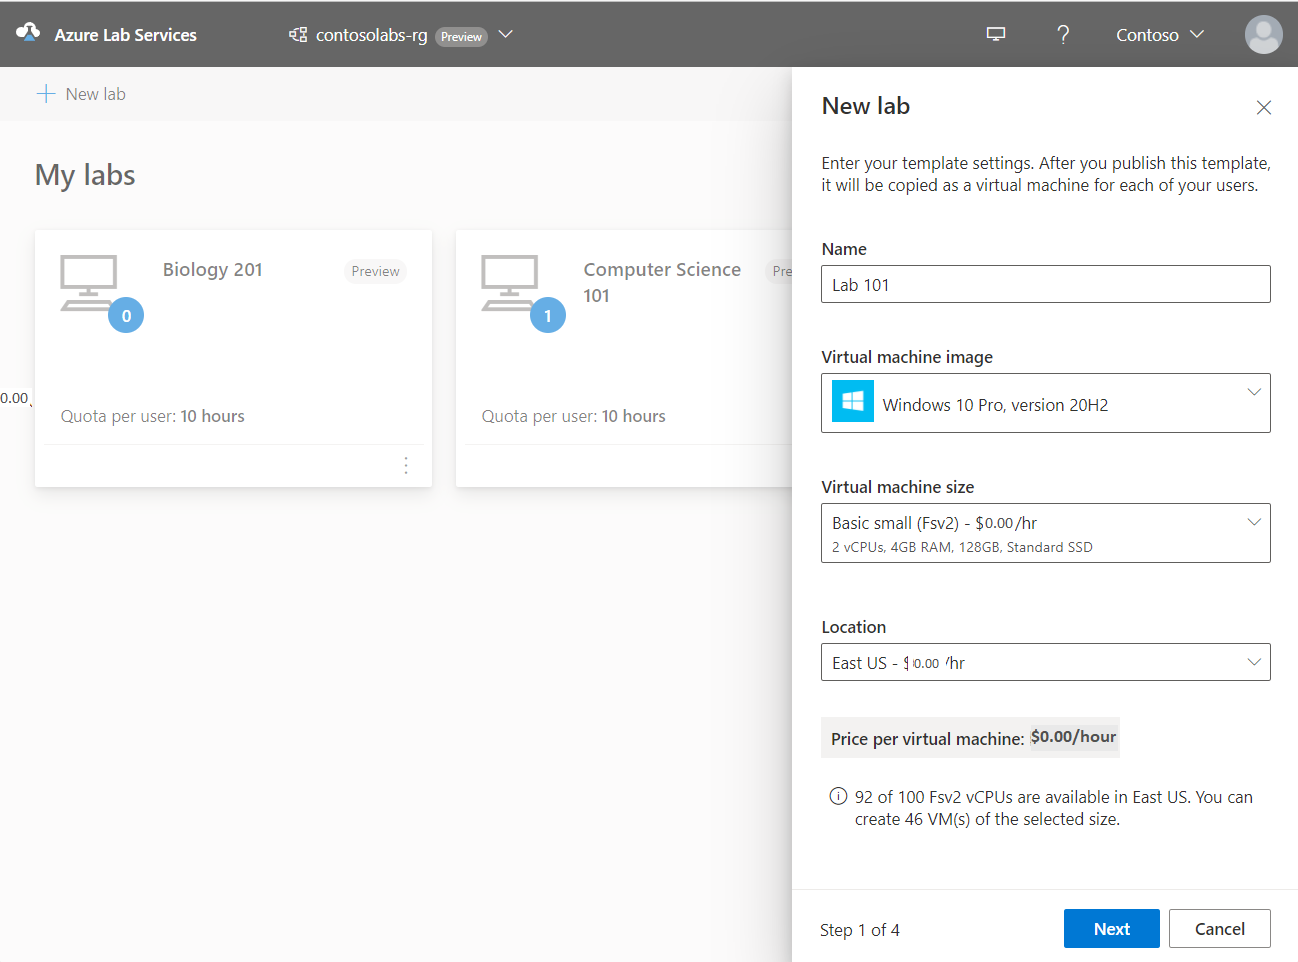 Azure Lab Services
contosolabs-rg Preview
?
Contoso
New lab
My labs
Biology 201
Preview
0
Quota per user: 10 hours
Computer Science
101
Pre
1
Quota per user: 10 hours
0.00
New lab
Enter your template settings. After you publish this template,
it will be copied as a virtual machine for each of your users.
Name
Lab 101
Virtual machine image
Windows 10 Pro, version 20H2
Virtual machine size
Basic small (Fsv2) - $0.00/hr
2 vCPUs, 4GB RAM, 128GB, Standard SSD
Location
East US - $0.00 /hr
Price per virtual machine: $0.00/hour
92 of 100 Fsv2 vCPUs are available in East US. You can
create 46 VM(s) of the selected size.
Step 1 of 4
Next
Cancel